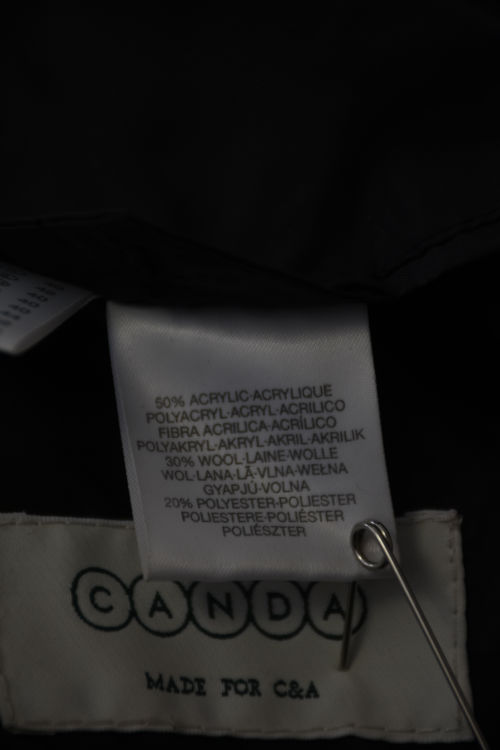 50% ACRYLIC·ACRYLIQUE
POLYACRYL·ACRYL·ACRILICO
FIBRA ACRILICA·ACRÍLICO
POLYAKRYL·AKRYL·AKRIL·AKRILIK
30% WOOL·LAINE·WOLLE
WOL·LANA·LÃ·VLNA·WEŁNA
GYAPJÚ·VOLNA
20% POLYESTER·POLIESTER
POLIESTERE·POLIÉSTER
POLIÉSZTER
CANDA
MADE FOR C&A